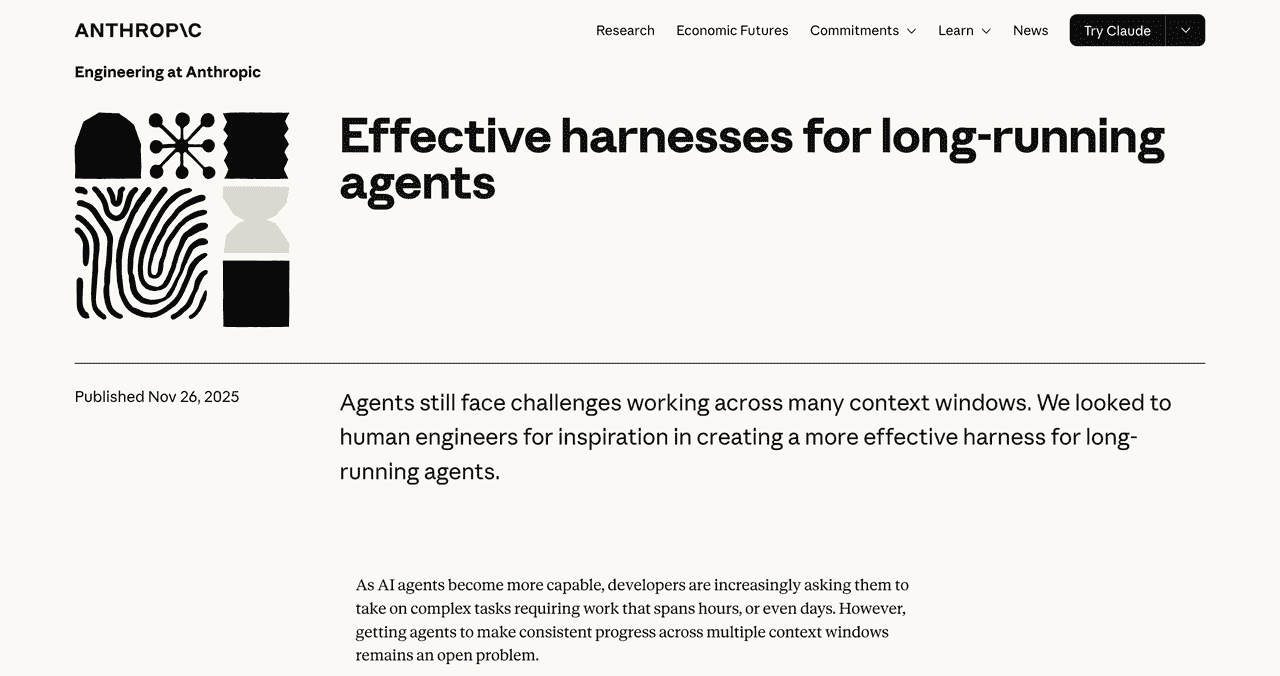 ANTHROP\C
Research Economic Futures Commitments Learn News Try Claude
Engineering at Anthropic
Effective harnesses for long-running
agents
Published Nov 26, 2025
Agents still face challenges working across many context windows. We looked to
human engineers for inspiration in creating a more effective harness for long-
running agents.
As AI agents become more capable, developers are increasingly asking them to
take on complex tasks requiring work that spans hours, or even days. However,
getting agents to make consistent progress across multiple context windows
remains an open problem.